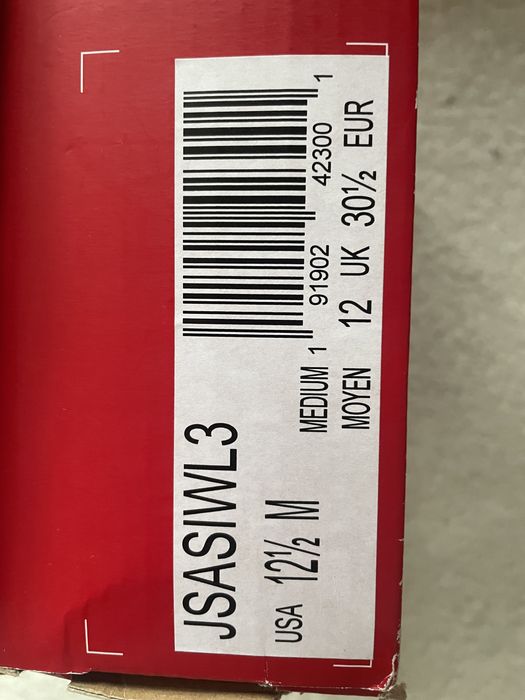 JSASIWL3
USA 12½ M
MEDIUM
MOYEN
12 UK 30½ EUR
1 91902 42300 1